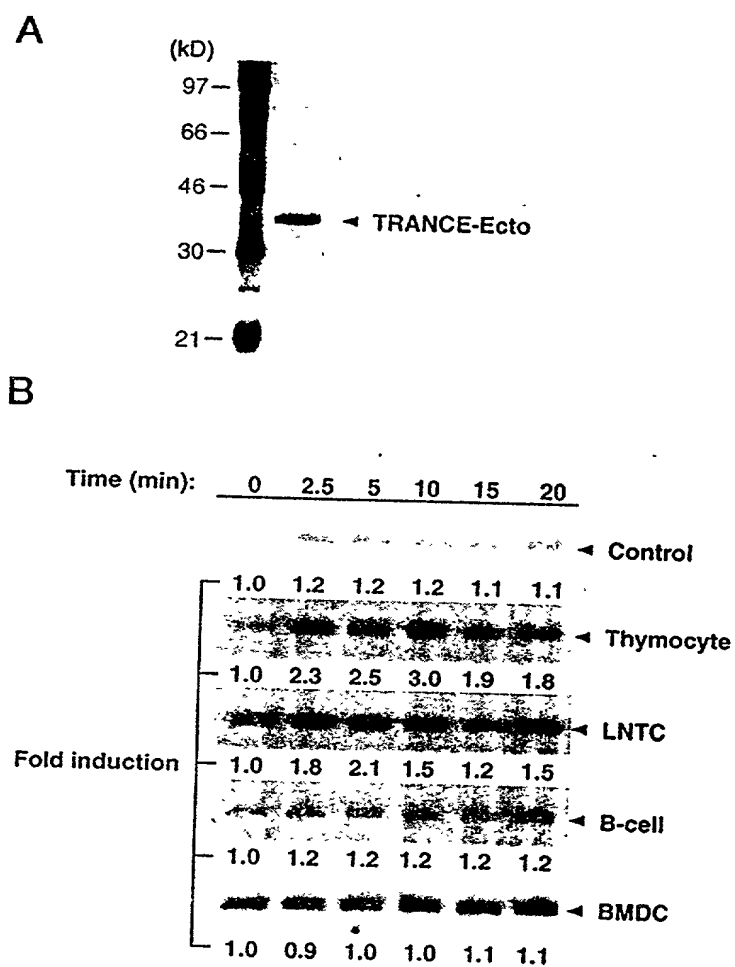 A
(kD)
97
66
46
TRANCE-Ecto
30
21
B
Time (min): 0 2.5 5 10 15 20
Control
1.0 1.2 1.2 1.2 1.1 1.1
Thymocyte
1.0 2.3 2.5 3.0 1.9 1.8
LNTC
Fold induction 1.0 1.8 2.1 1.5 1.2 1.5
B-cell
1.0 1.2 1.2 1.2 1.2 1.2
BMDC
1.0 0.9 1.0 1.0 1.1 1.1